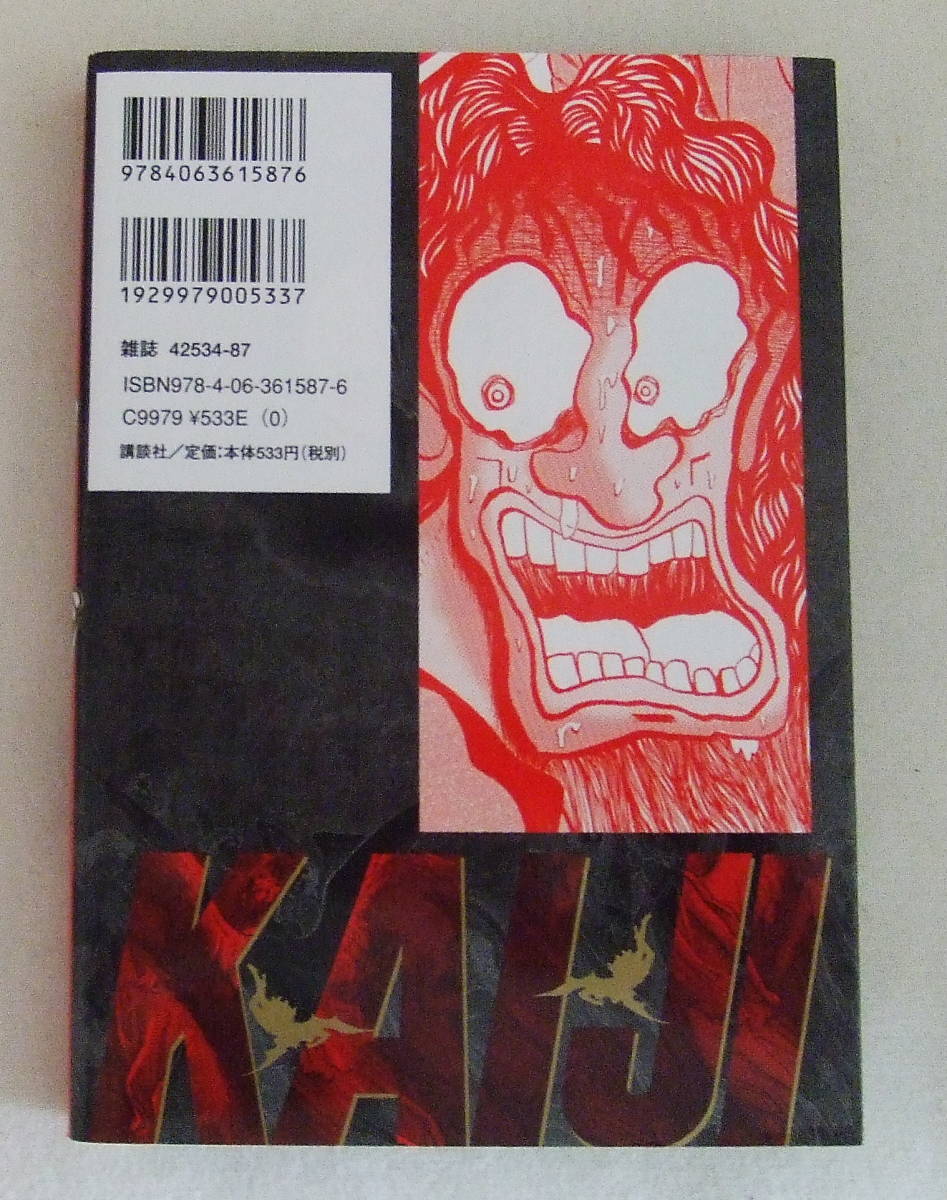 9784063615876
1929979005337
雑誌 42534-87
ISBN978-4-06-361587-6
C9979 ¥533E (0)
講談社/定価:本体533円(税別)
KAIJI